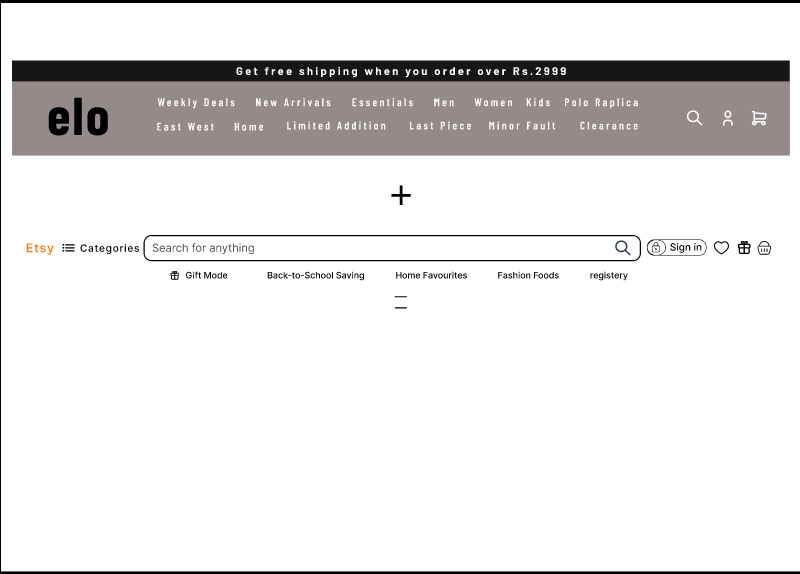 Get free shipping when you order over Rs.2999
elo
Weekly Deals New Arrivals Essentials Men Women Kids Polo Raplica
East West Home Limited Addition Last Piece Minor Fault Clearance
+
Etsy Categories Search for anything Sign in
Gift Mode Back-to-School Saving Home Favourites Fashion Foods registery
=